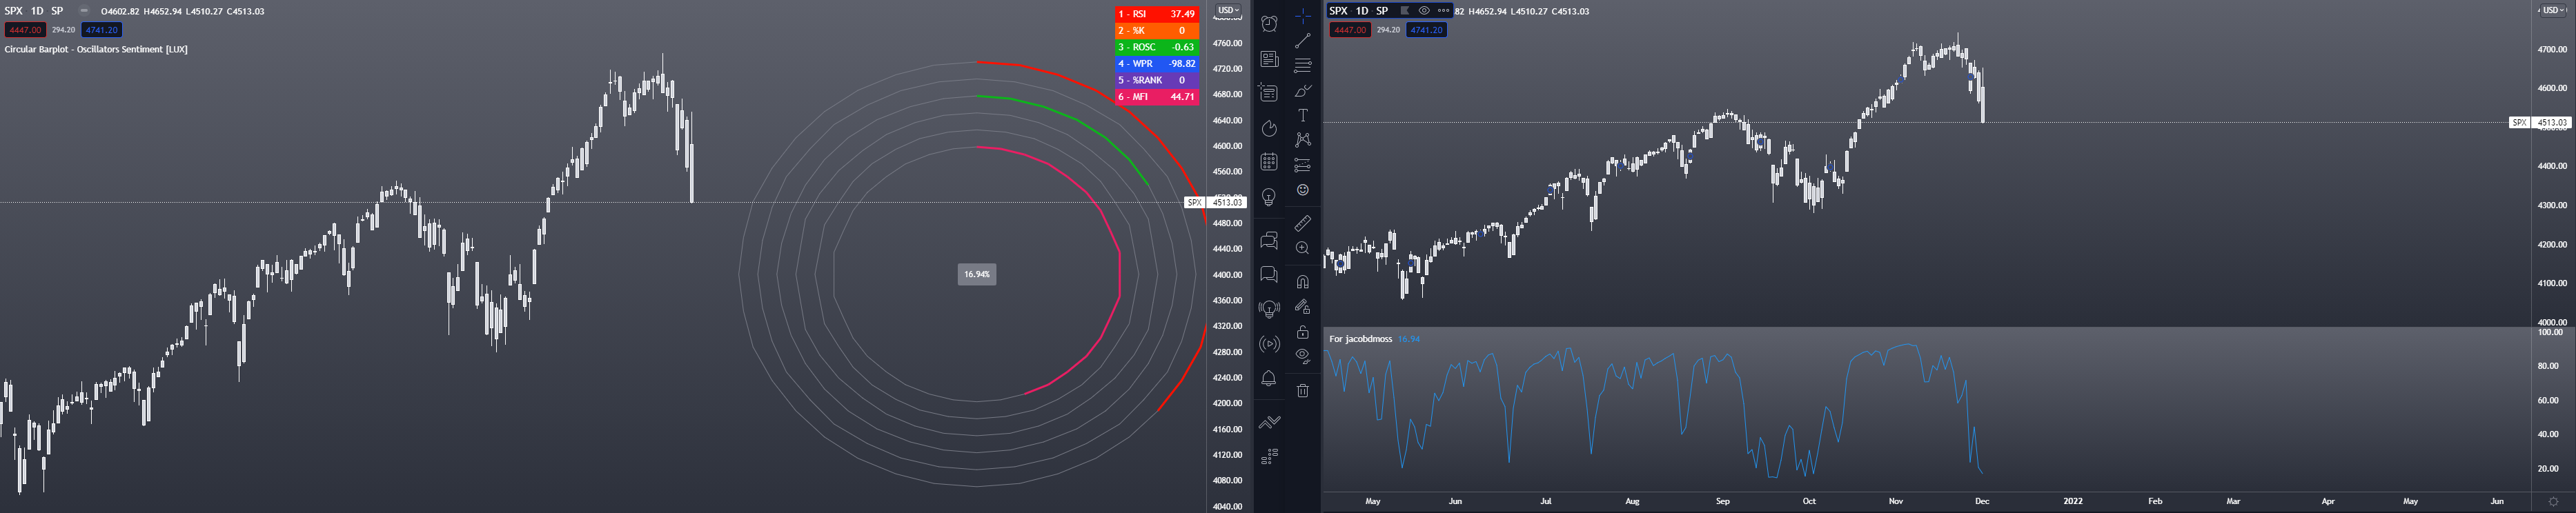 SPX 1D SP O4602.82 H4652.94 L4510.27 C4513.03
4447.00 294.20 4741.20
Circular Barplot - Oscillators Sentiment [LUX]
1 - RSI 37.49
2 - %K 0
3 - ROSC -0.63
4 - WPR -98.82
5 - %RANK 0
6 - MFI 44.71
16.94%
USD
4760.00
4720.00
4680.00
4640.00
4600.00
4560.00
SPX 4513.03
4480.00
4440.00
4400.00
4360.00
4320.00
4280.00
4240.00
4200.00
4160.00
4120.00
4080.00
4040.00
SPX 1D SP 82 H4652.94 L4510.27 C4513.03
4447.00 294.20 4741.20
USD
4700.00
4600.00
SPX 4513.03
4400.00
4300.00
4200.00
4100.00
4000.00
For jacobdmoss 16.94
100.00
80.00
60.00
40.00
20.00
May Jun Jul Aug Sep Oct Nov Dec 2022 Feb Mar Apr May Jun